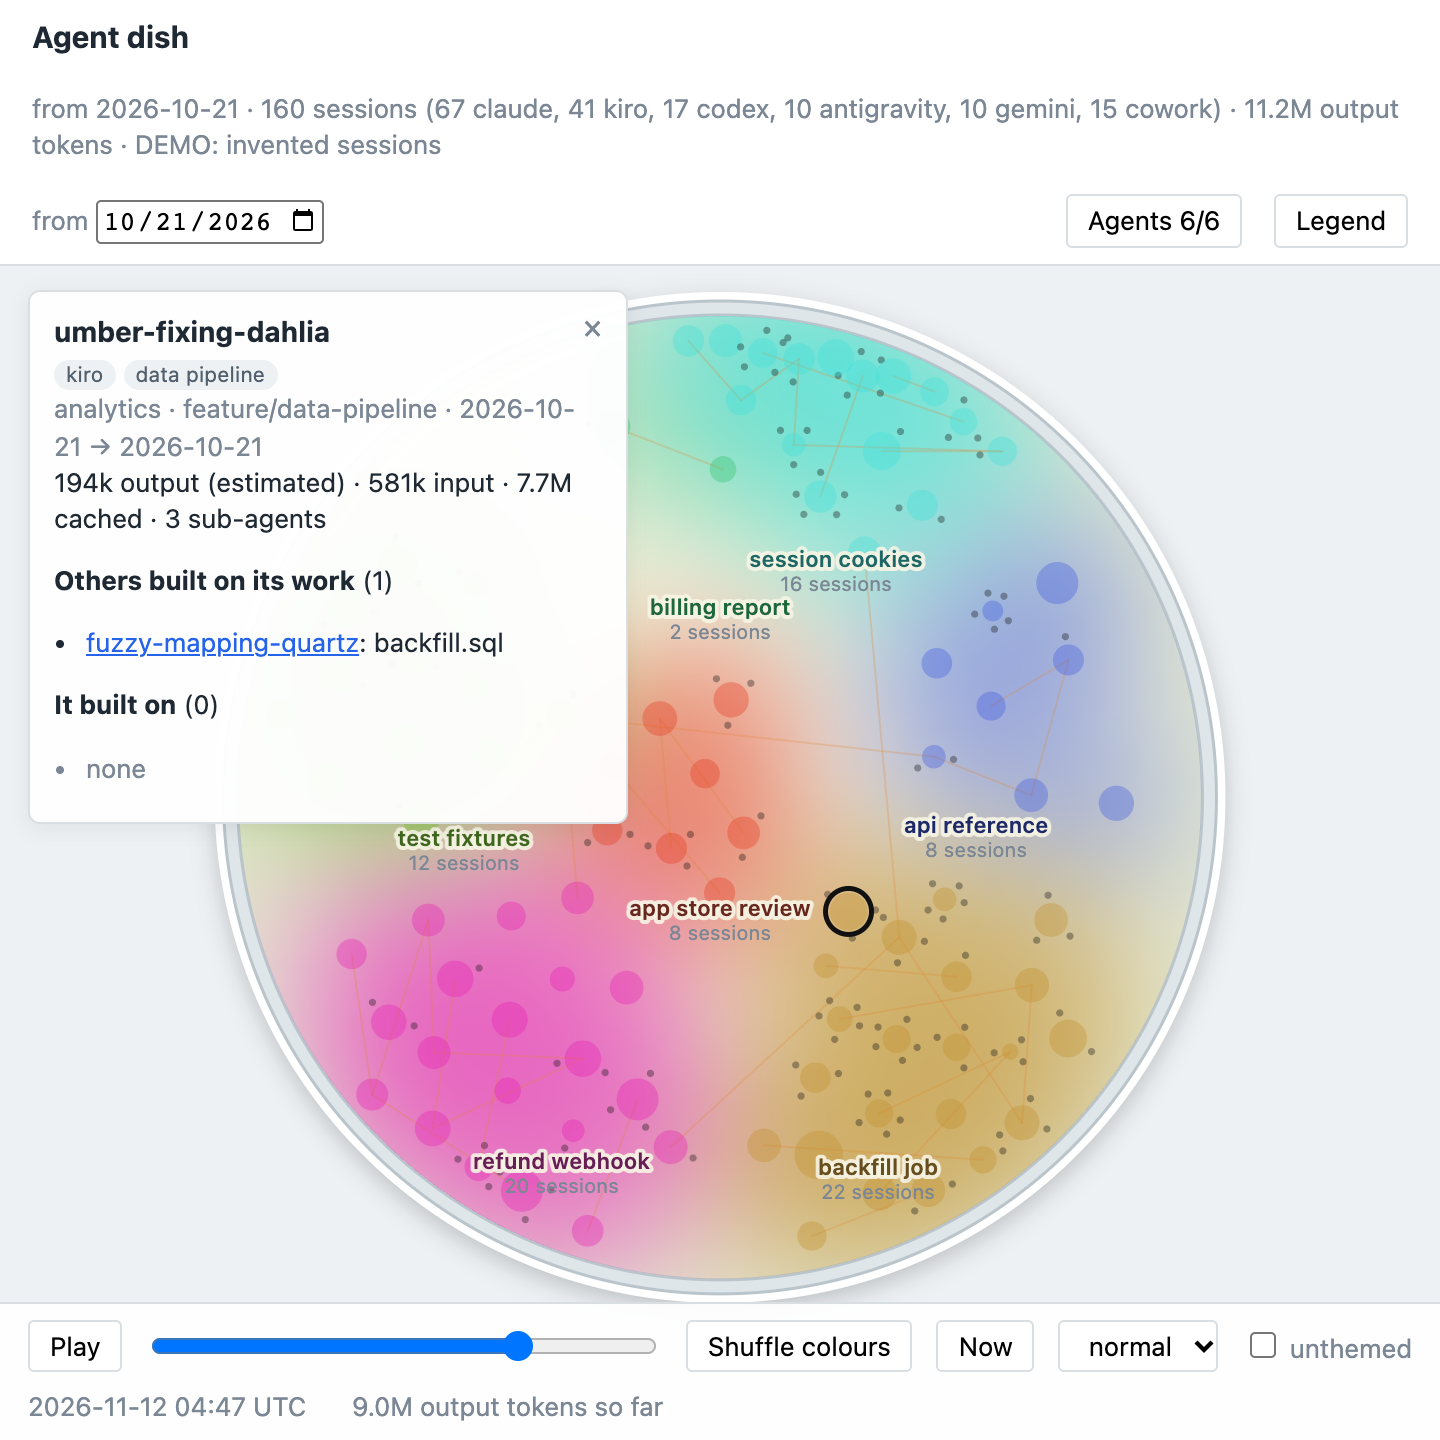 Agent dish
from 2026-10-21 · 160 sessions (67 claude, 41 kiro, 17 codex, 10 antigravity, 10 gemini, 15 cowork) · 11.2M output
tokens · DEMO: invented sessions
from 10/21/2026
Agents 6/6
Legend
umber-fixing-dahlia
×
kiro
data pipeline
analytics · feature/data-pipeline · 2026-10-
21 → 2026-10-21
194k output (estimated) · 581k input · 7.7M
cached · 3 sub-agents
Others built on its work (1)
• fuzzy-mapping-quartz: backfill.sql
It built on (0)
• none
session cookies
16 sessions
billing report
2 sessions
api reference
8 sessions
test fixtures
12 sessions
app store review
8 sessions
refund webhook
20 sessions
backfill job
22 sessions
Play
Shuffle colours
Now
normal
unthemed
2026-11-12 04:47 UTC
9.0M output tokens so far